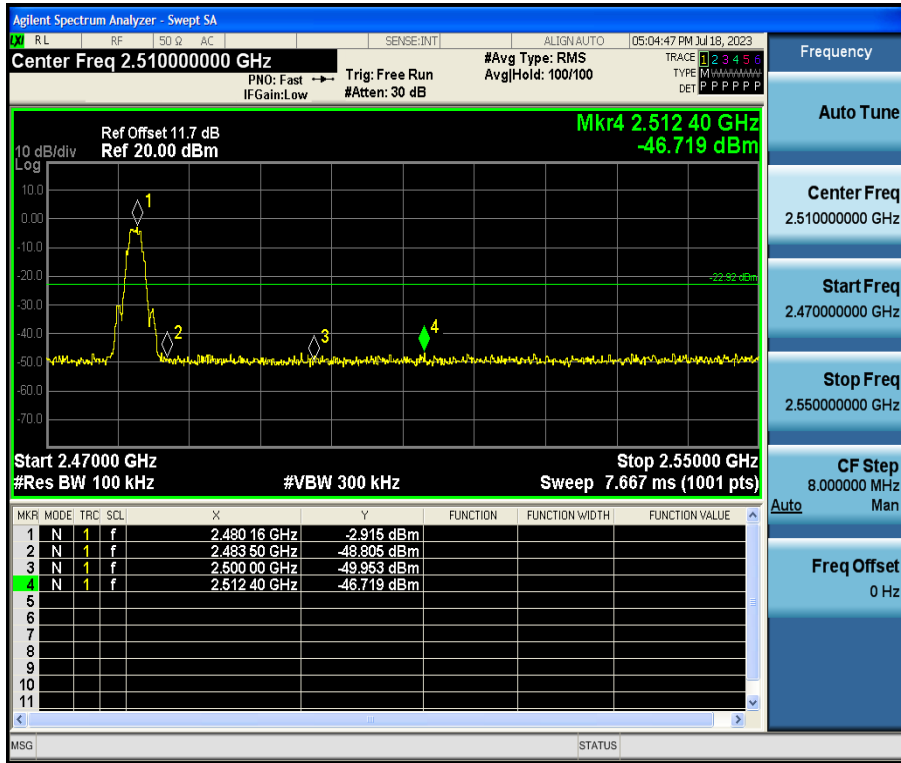 Agilent Spectrum Analyzer - Swept SA
LXI RL RF 50 Ω AC SENSE:INT ALIGN AUTO 05:04:47 PM Jul 18, 2023
Center Freq 2.510000000 GHz
PNO: Fast
IFGain:Low
Trig: Free Run
#Atten: 30 dB
#Avg Type: RMS
Avg|Hold: 100/100
TRACE 1 2 3 4 5 6
TYPE M WWWWW
DET P P P P P P
Mkr4 2.512 40 GHz
-46.719 dBm
Ref Offset 11.7 dB
10 dB/div Ref 20.00 dBm
Log
10.0
0.00
-10.0
-20.0
-30.0
-40.0
-50.0
-60.0
-70.0
1
2
3
4
-22.92 dBm
Start 2.47000 GHz Stop 2.55000 GHz
#Res BW 100 kHz #VBW 300 kHz Sweep 7.667 ms (1001 pts)
MKR MODE TRC SCL X Y FUNCTION FUNCTION WIDTH FUNCTION VALUE
1 N 1 f 2.480 16 GHz -2.915 dBm
2 N 1 f 2.483 50 GHz -48.805 dBm
3 N 1 f 2.500 00 GHz -49.953 dBm
4 N 1 f 2.512 40 GHz -46.719 dBm
5
6
7
8
9
10
11
MSG STATUS
Frequency
Auto Tune
Center Freq
2.510000000 GHz
Start Freq
2.470000000 GHz
Stop Freq
2.550000000 GHz
CF Step
8.000000 MHz
Auto Man
Freq Offset
0 Hz